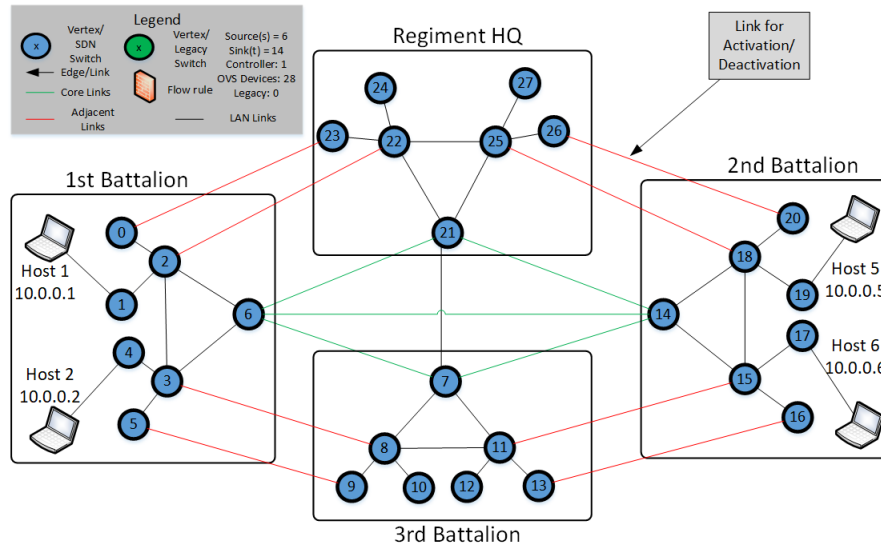 Legend
x
Vertex/
SDN
Switch
x
Vertex/
Legacy
Switch
Source(s) = 6
Sink(t) = 14
Controller: 1
OVS Devices: 28
Legacy: 0
Edge/Link
Core Links
Flow rule
Adjacent
Links
LAN Links
Regiment HQ
Link for
Activation/
Deactivation
24
27
23
22
25
26
21
1st Battalion
0
2
Host 1
10.0.0.1
1
6
4
3
Host 2
10.0.0.2
5
2nd Battalion
20
18
Host 5
10.0.0.5
19
14
17
Host 6
10.0.0.6
15
16
7
8
11
9
10
12
13
3rd Battalion